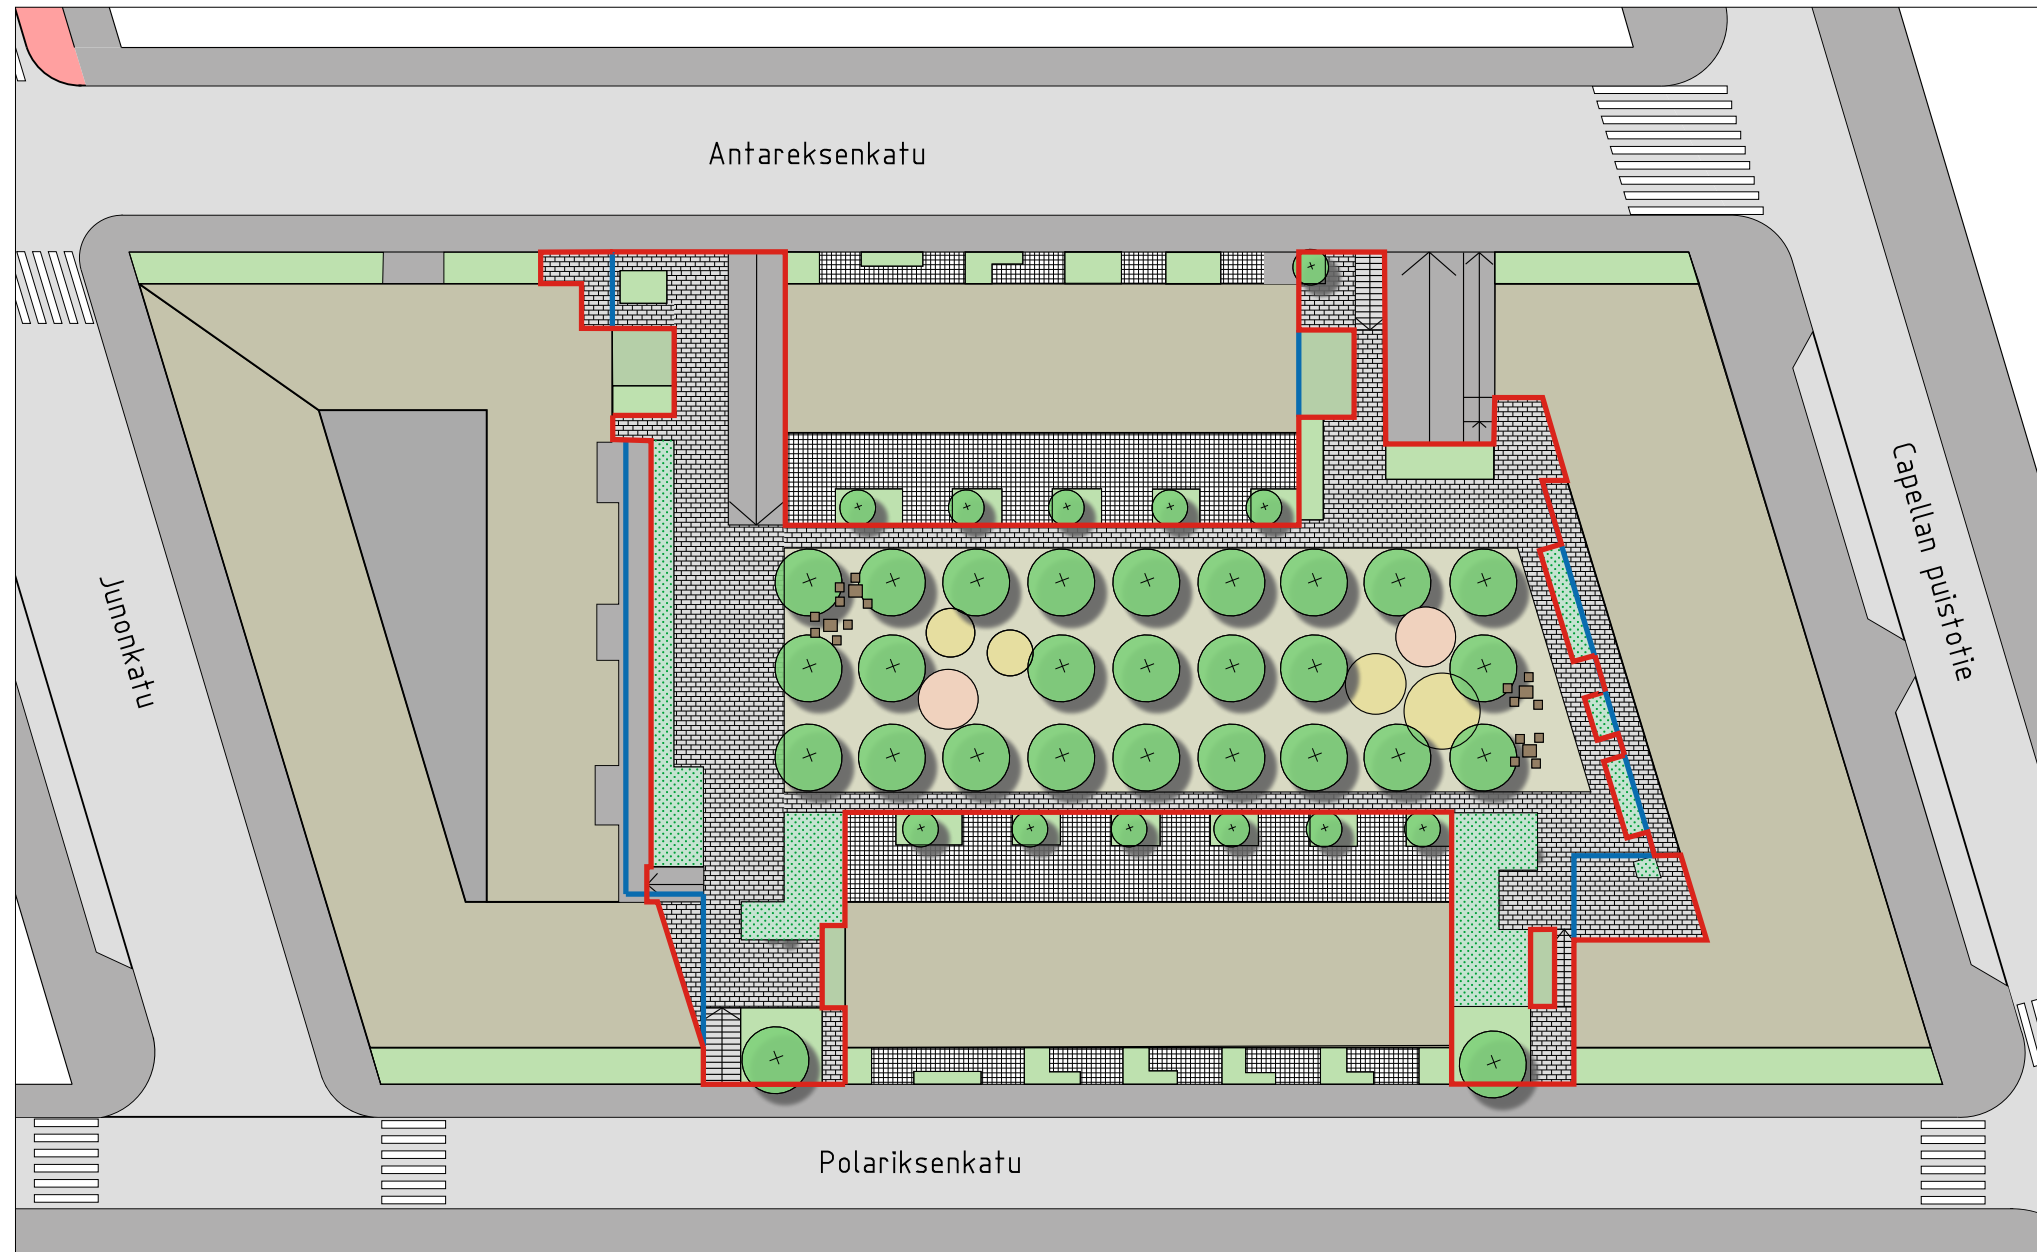 Antareksenkatu
Capellan puistotie
Junonkatu
Polariksenkatu